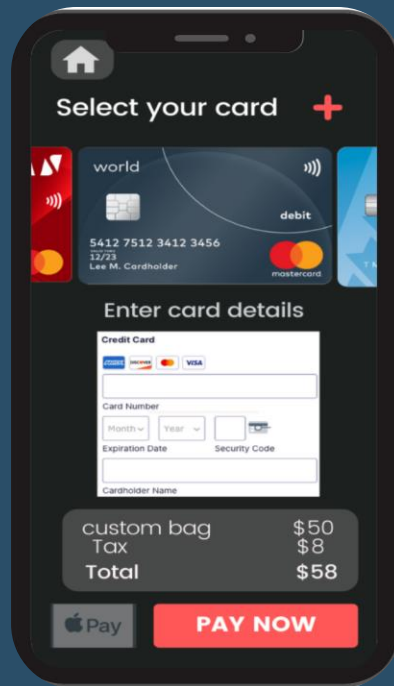 Select your card +
world
debit
5412 7512 3412 3456
12/23
Lee M. Cardholder
mastercard
Enter card details
Credit Card
VISA
Card Number
Month Year
Expiration Date Security Code
Cardholder Name
custom bag $50
Tax $8
Total $58
Pay PAY NOW